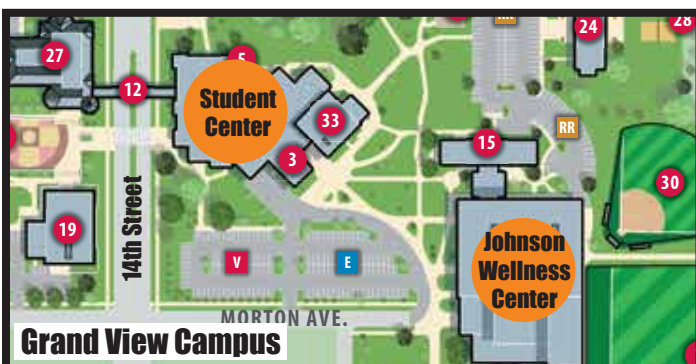 RR
24
28
27
5
12
Student
Center
33
RR
15
3
30
19
14th Street
Johnson
Wellness
Center
V
E
MORTON AVE.
Grand View Campus